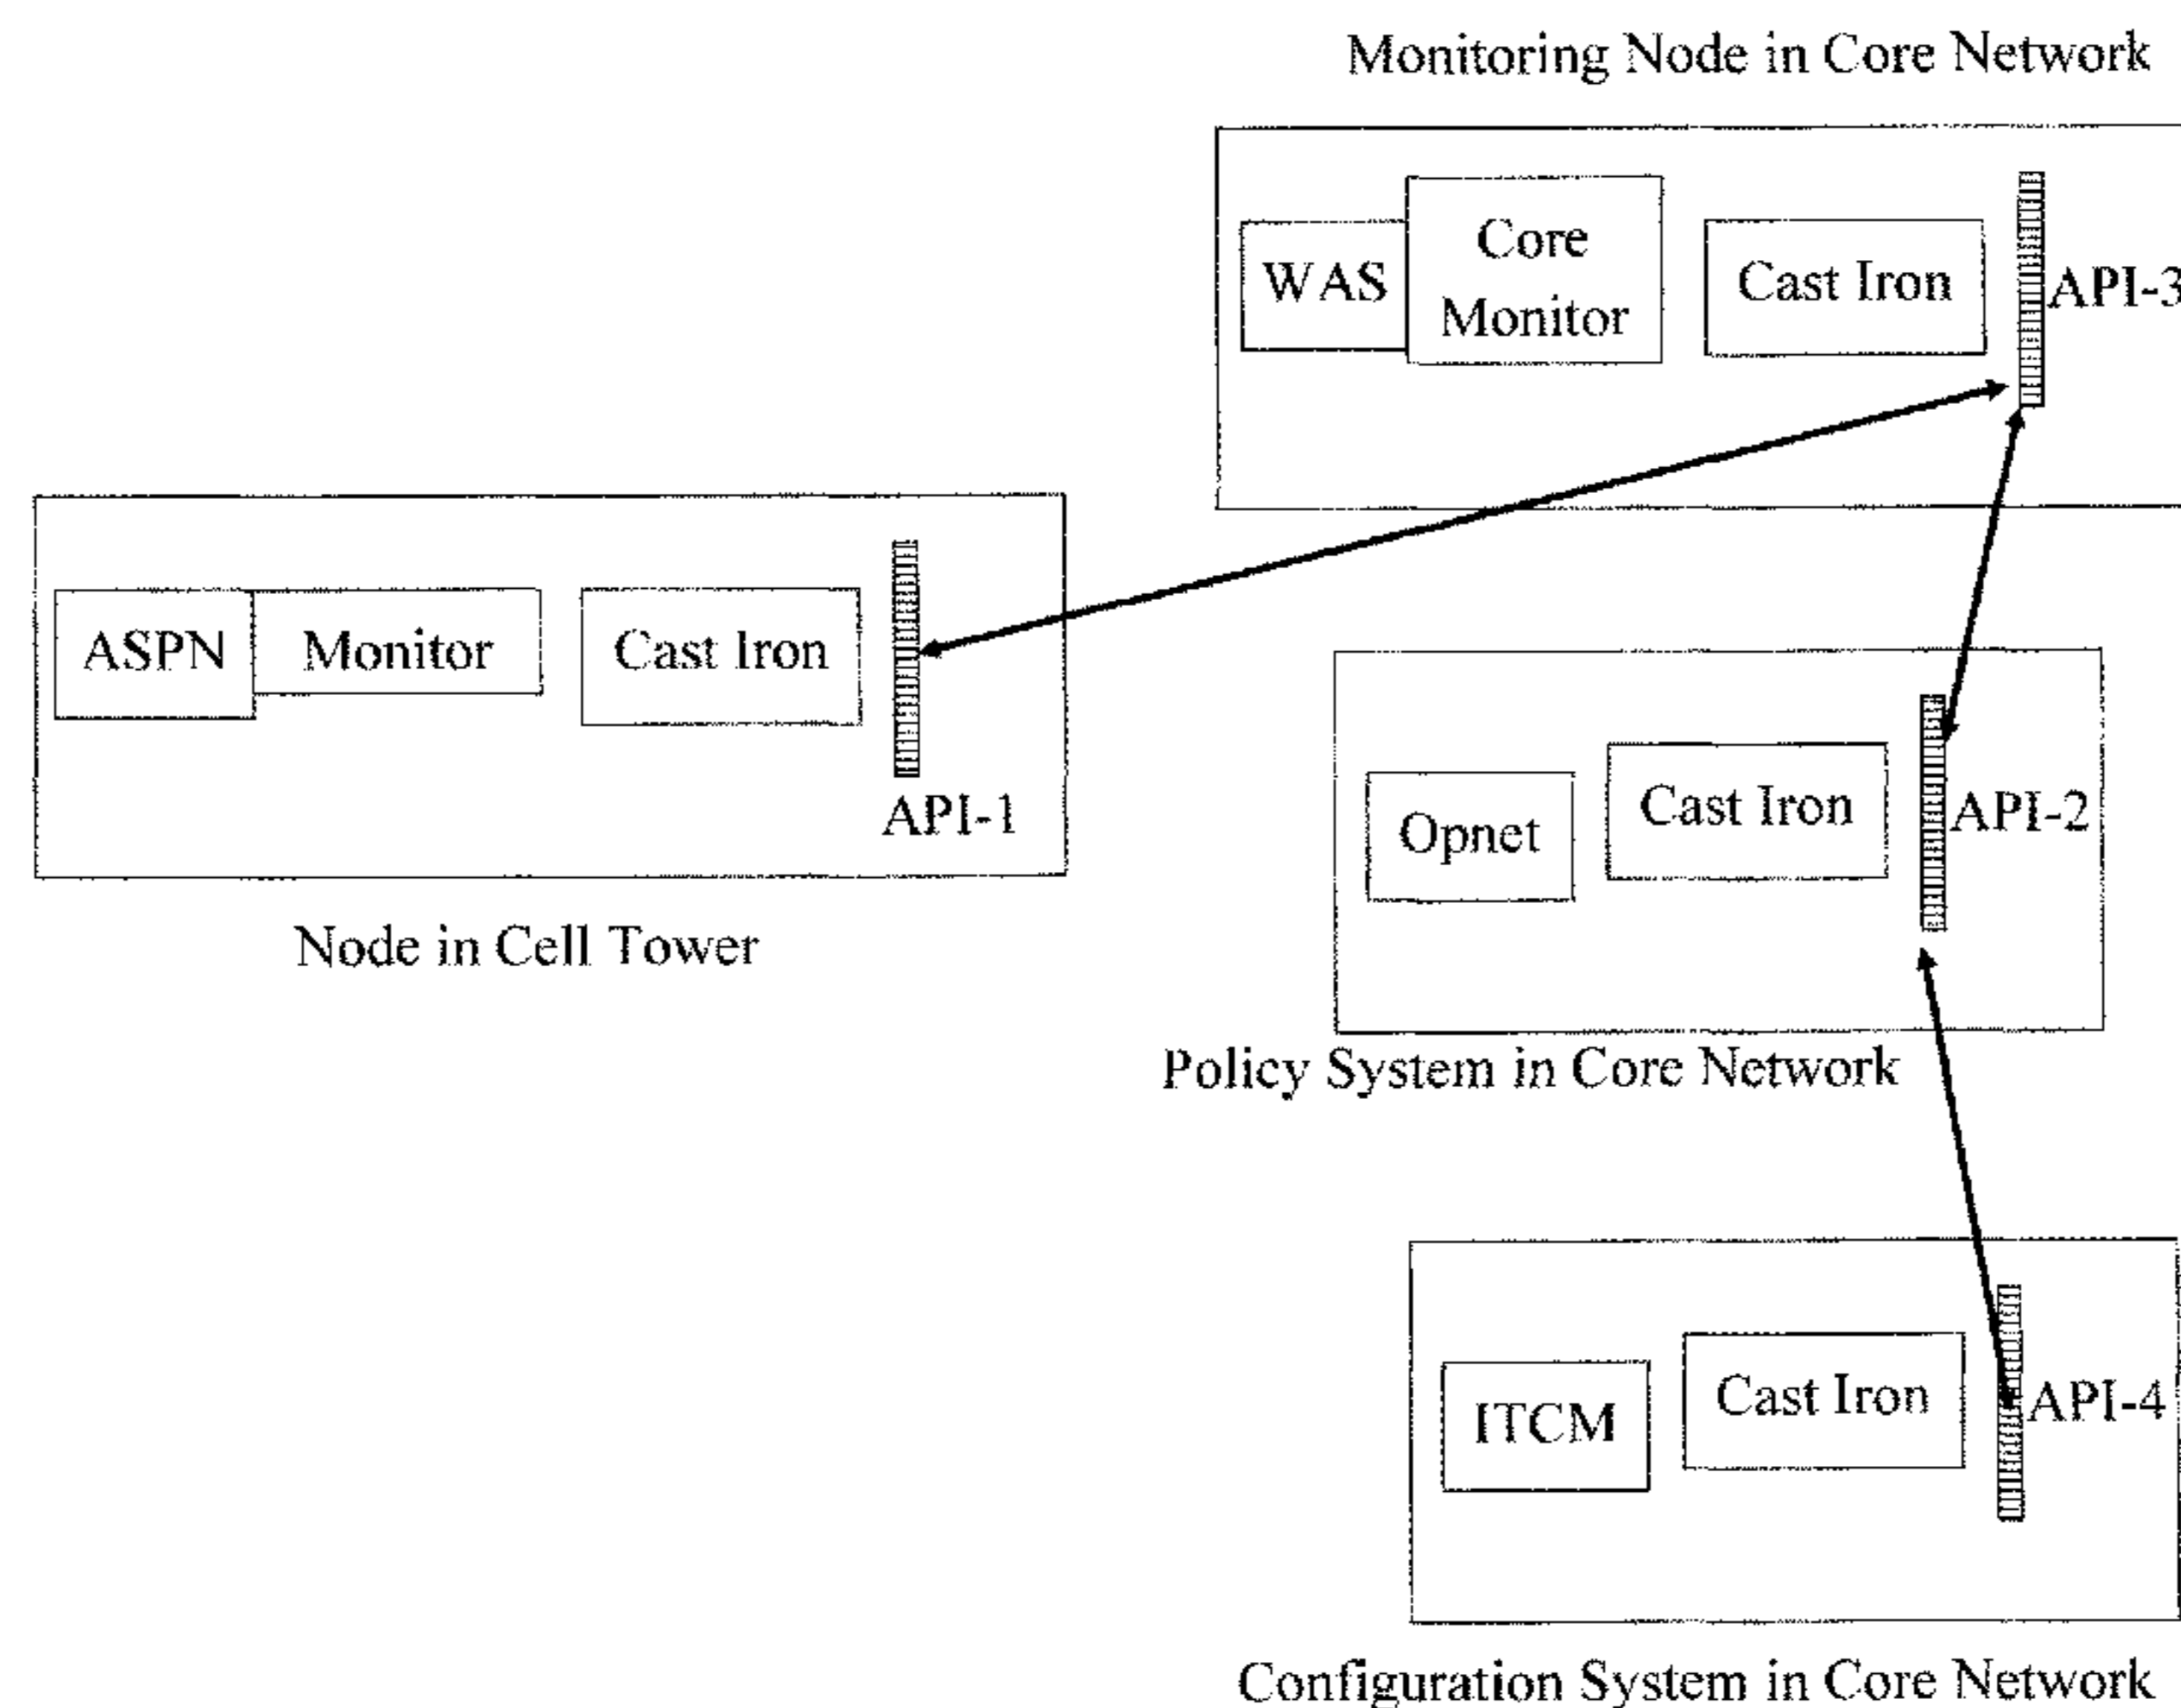 Monitoring Node in Core Network
WAS
Core
Monitor
Cast Iron
API-3
ASPN
Monitor
Cast Iron
API-1
Node in Cell Tower
Opnet
Cast Iron
API-2
Policy System in Core Network
ITCM
Cast Iron
API-4
Configuration System in Core Network